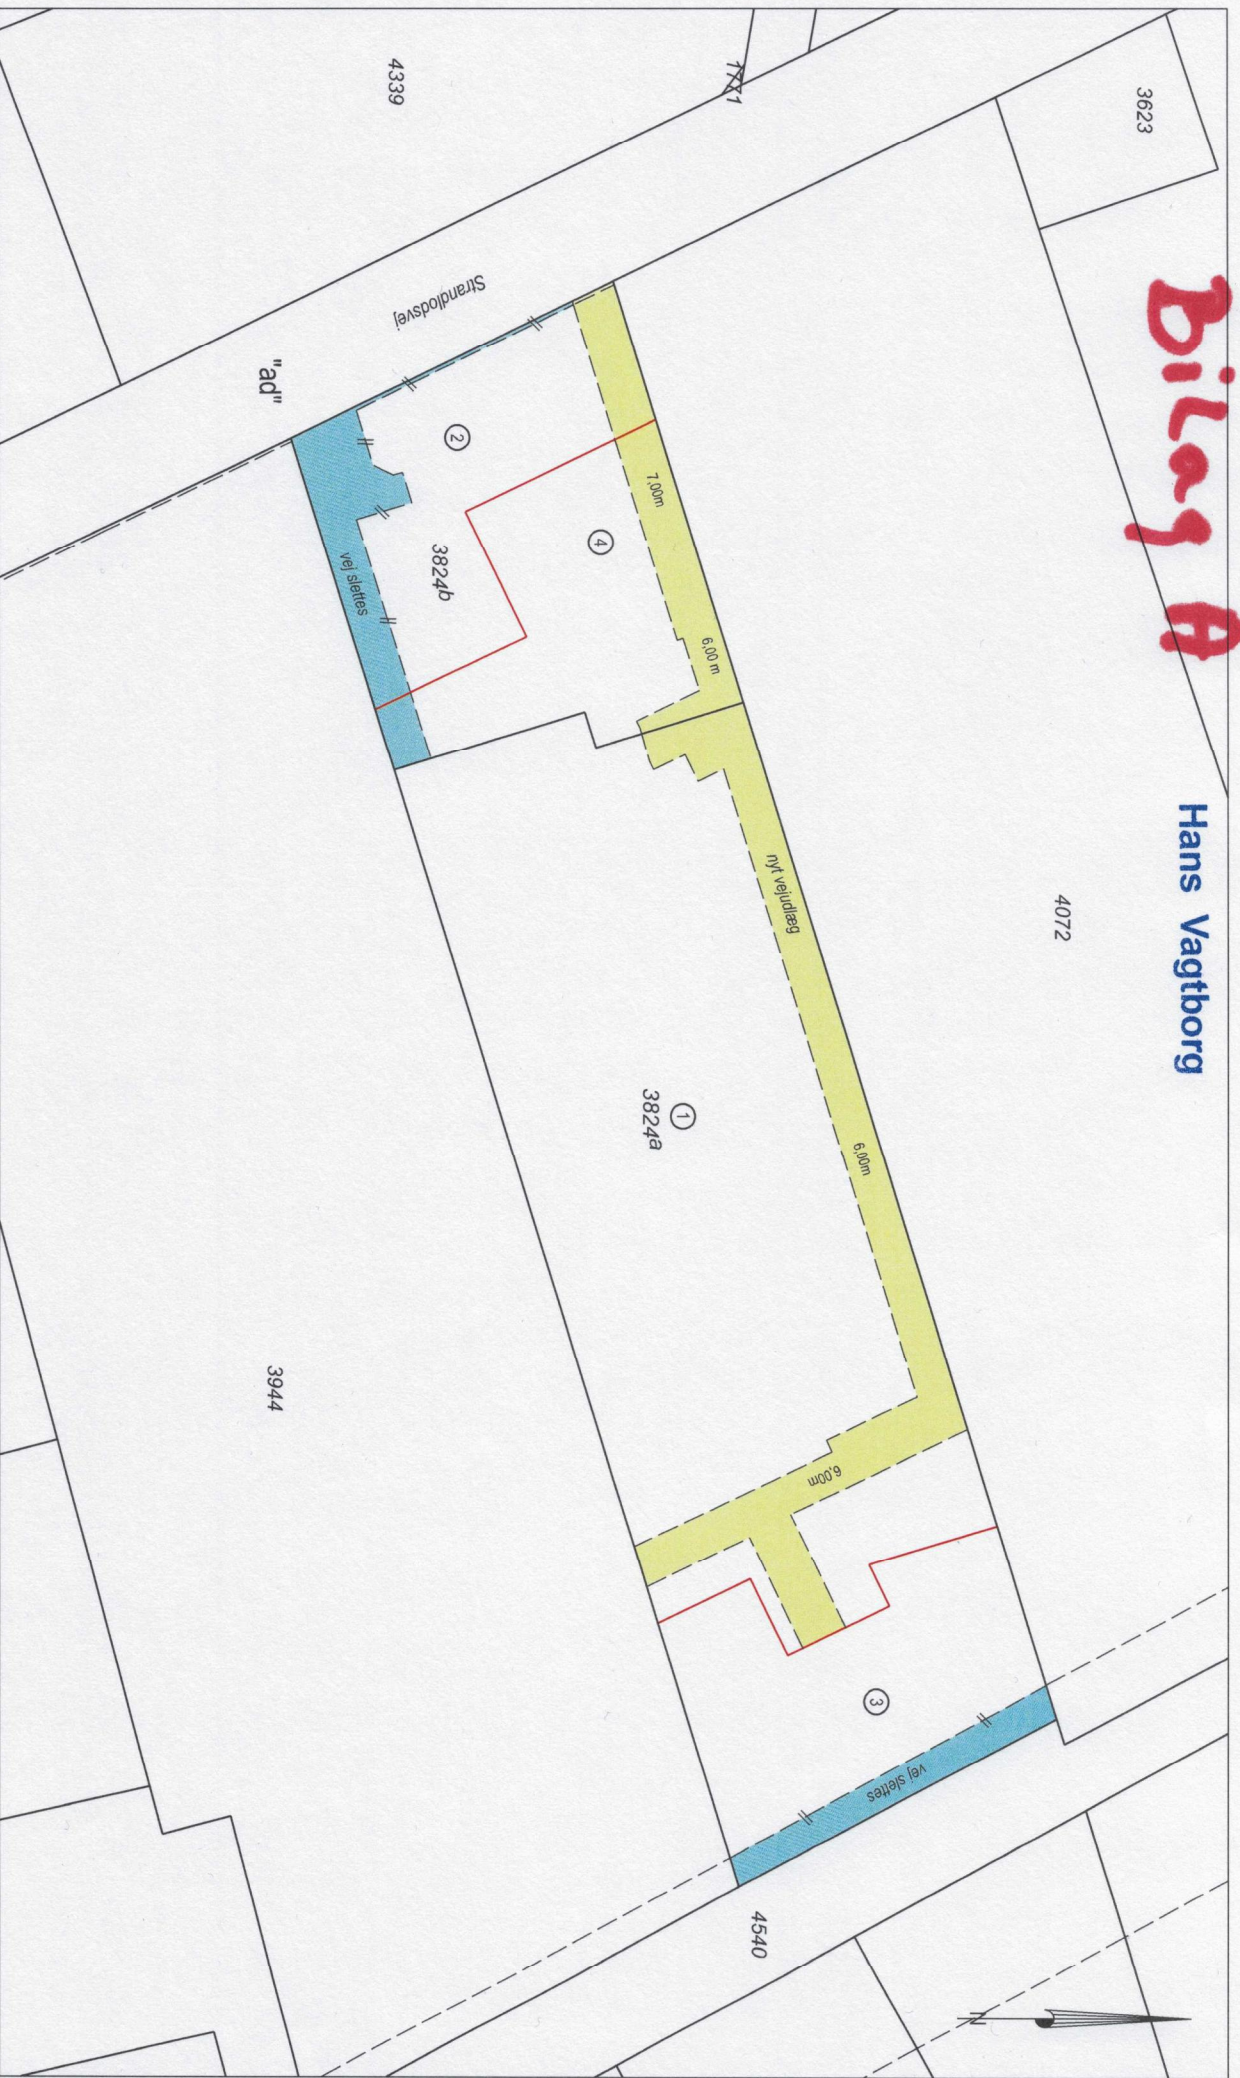 Bilag A
Hans Vagtborg
3623
1771
4339
4072
Strandlodsvej
"ad"
2
4
3824b
7,00m
6,00 m
vej slettes
nyt vejudlæg
6,00m
1
3824a
6,00m
3
vej slettes
3944
4540
N